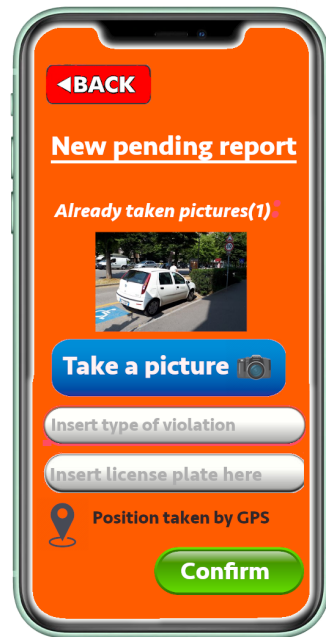 ◄BACK
New pending report
Already taken pictures(1):
Take a picture
Insert type of violation
Insert license plate here
Position taken by GPS
Confirm